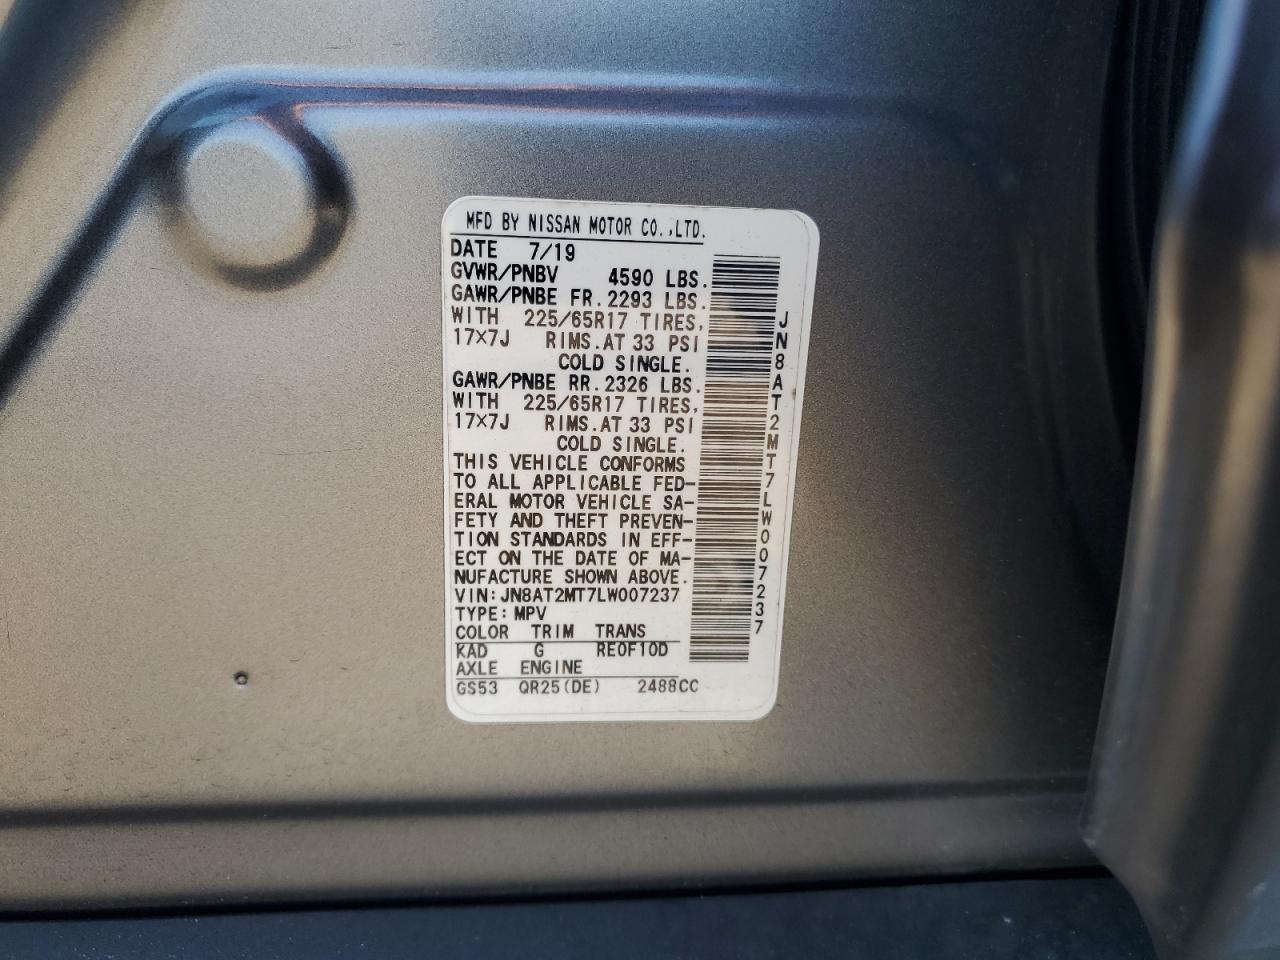 MFD BY NISSAN MOTOR CO.,LTD.
DATE 7/19
GVWR/PNBV 4590 LBS.
GAWR/PNBE FR. 2293 LBS.
WITH 225/65R17 TIRES,
17×7J RIMS.AT 33 PSI
COLD SINGLE.
GAWR/PNBE RR. 2326 LBS.
WITH 225/65R17 TIRES,
17×7J RIMS.AT 33 PSI
COLD SINGLE.
THIS VEHICLE CONFORMS
TO ALL APPLICABLE FED-
ERAL MOTOR VEHICLE SA-
FETY AND THEFT PREVEN-
TION STANDARDS IN EFF-
ECT ON THE DATE OF MA-
NUFACTURE SHOWN ABOVE.
VIN:JN8AT2MT7LW007237
TYPE:MPV
COLOR TRIM TRANS
KAD G RE0F10D
AXLE ENGINE
GS53 QR25(DE) 2488CC
JN8AT2MT7LW007237